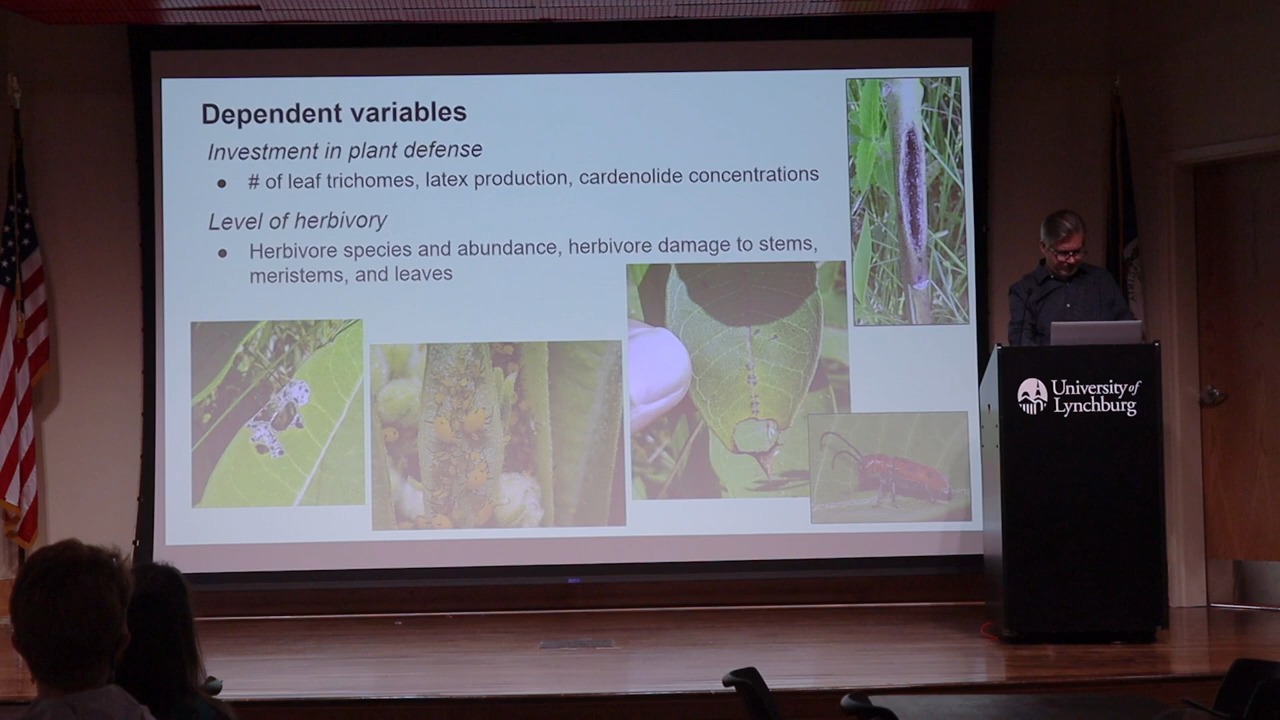 Dependent variables
Investment in plant defense
● # of leaf trichomes, latex production, cardenolide concentrations
Level of herbivory
● Herbivore species and abundance, herbivore damage to stems,
meristems, and leaves
University of
Lynchburg